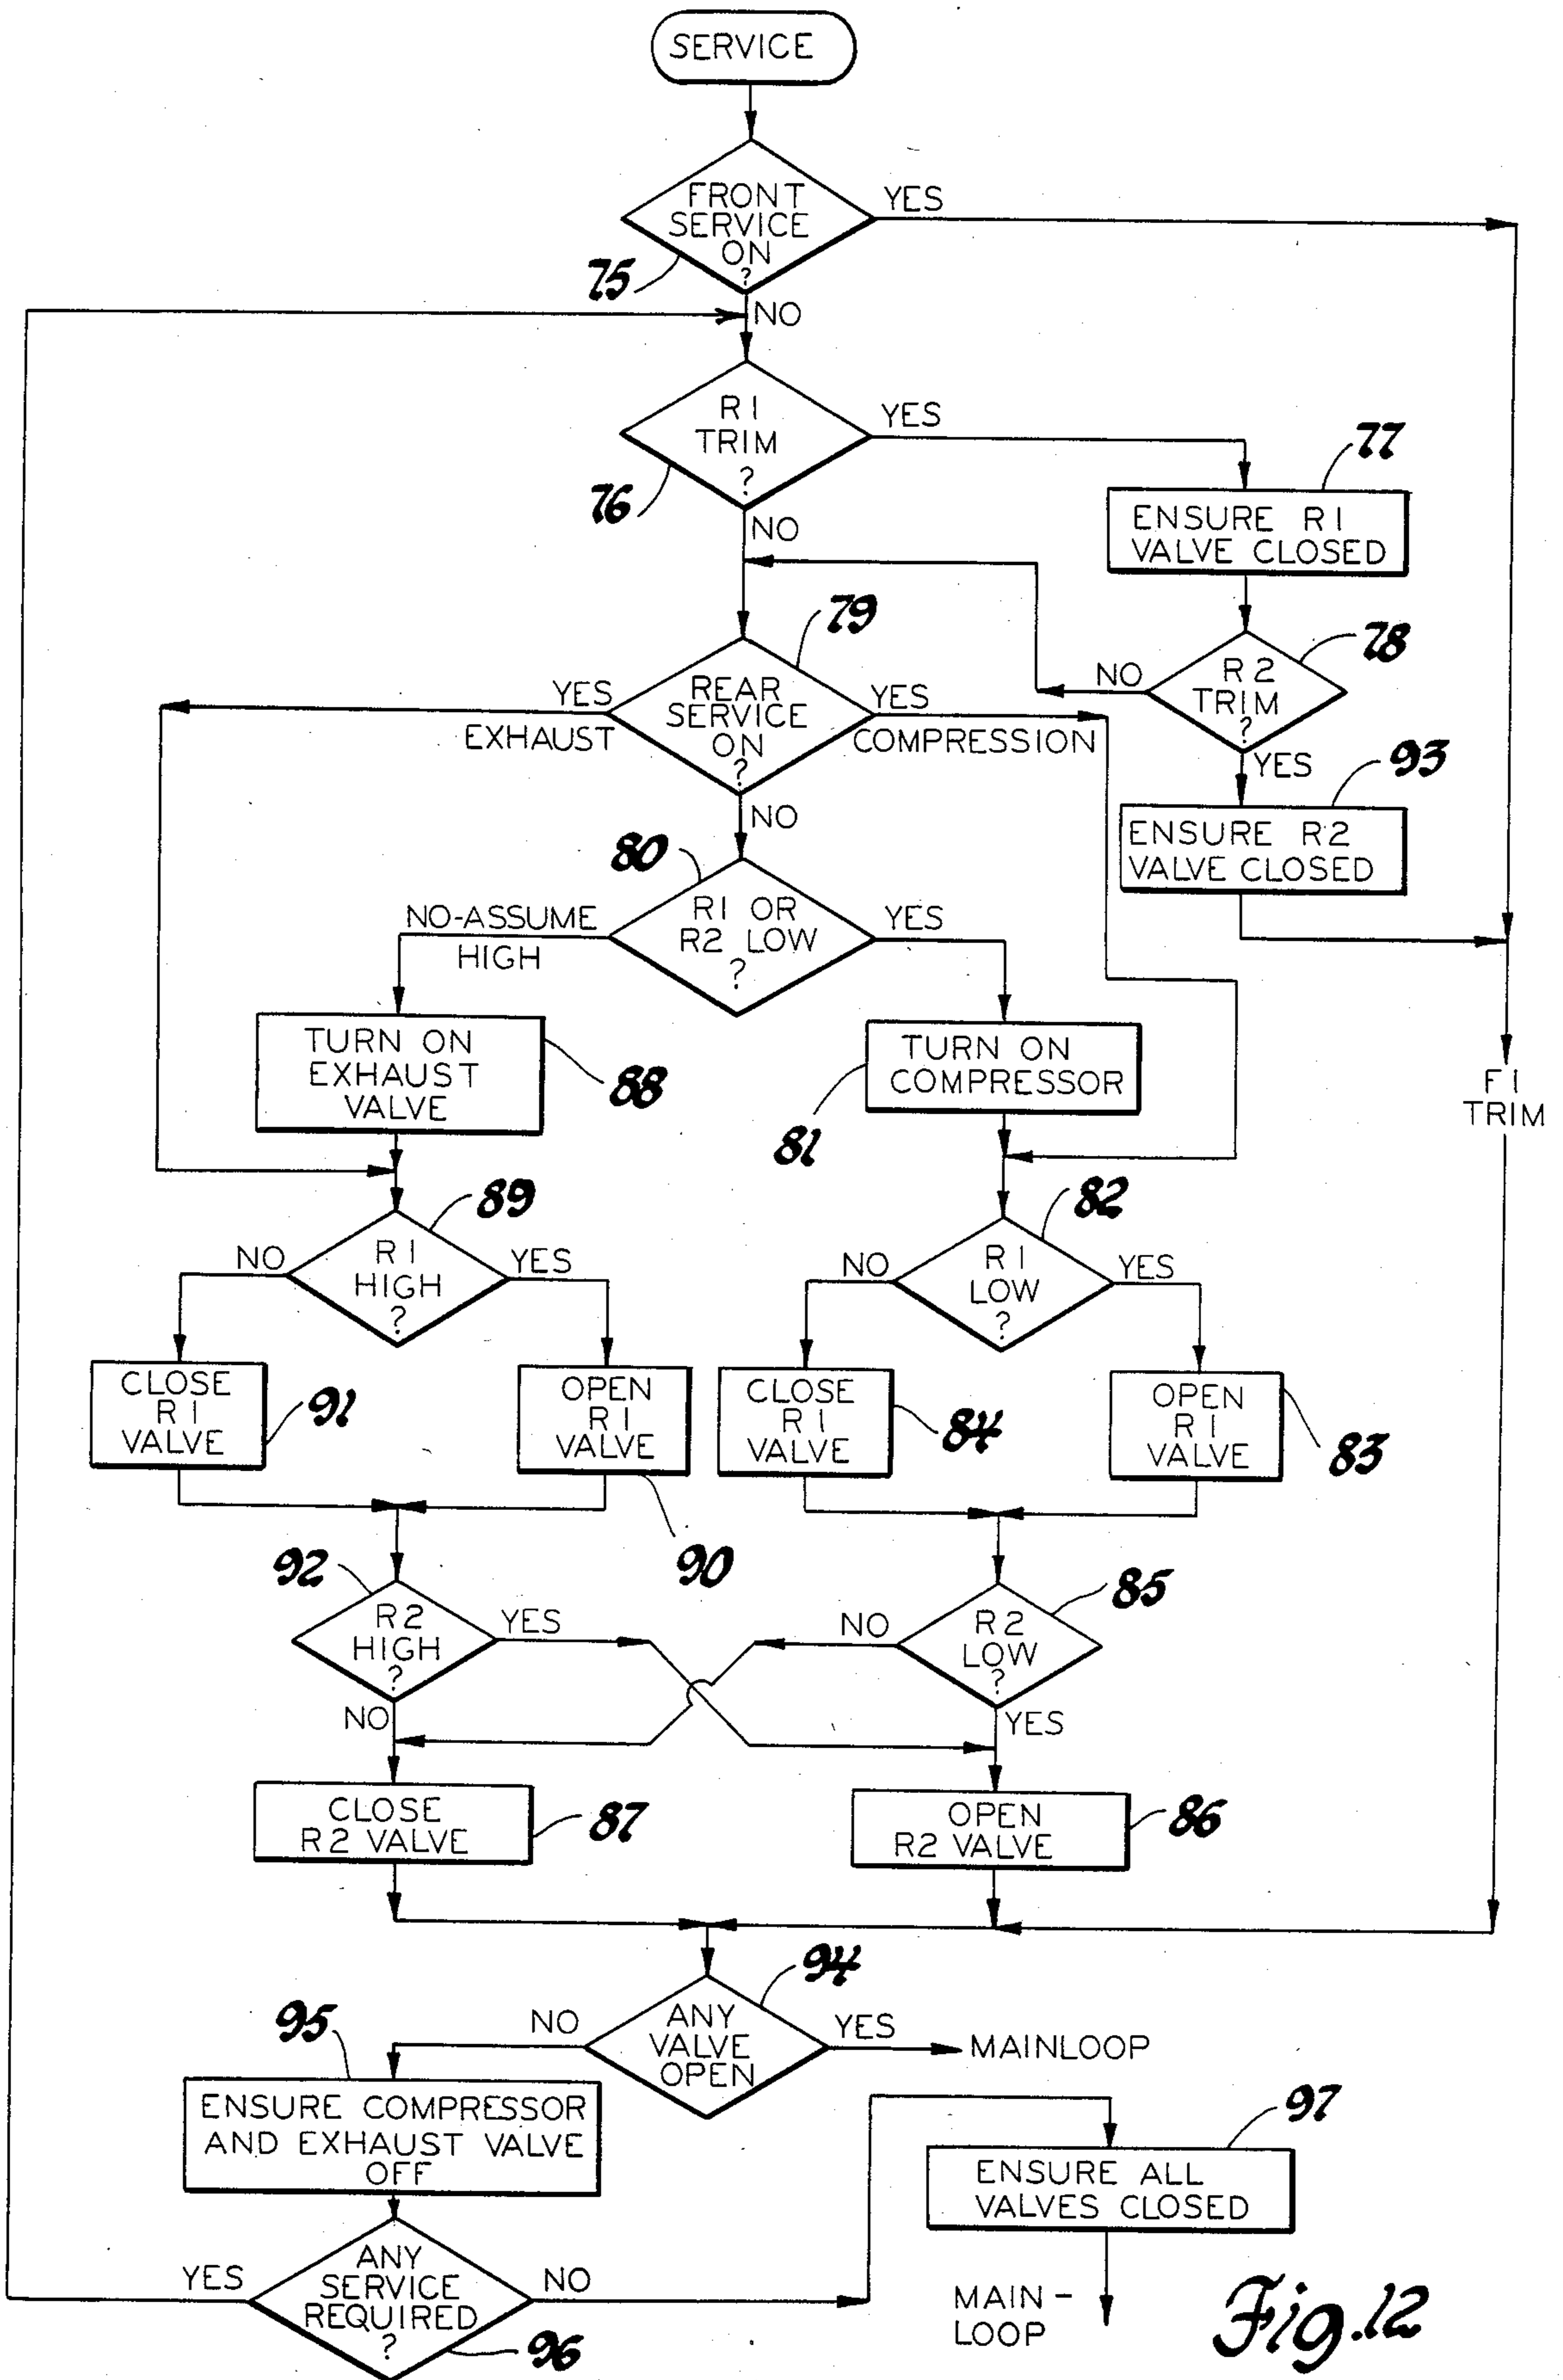 SERVICE
FRONT
SERVICE
ON
?
YES
75
NO
R1
TRIM
?
YES
76
NO
77
ENSURE R1
VALVE CLOSED
79
78
R2
TRIM
?
NO
YES
REAR
SERVICE
ON
?
YES
EXHAUST
YES
COMPRESSION
NO
93
ENSURE R2
VALVE CLOSED
80
R1 OR
R2 LOW
?
NO-ASSUME
HIGH
YES
TURN ON
EXHAUST
VALVE
88
TURN ON
COMPRESSOR
81
F1
TRIM
89
R1
HIGH
?
NO
YES
82
R1
LOW
?
NO
YES
CLOSE
R1
VALVE
91
OPEN
R1
VALVE
90
CLOSE
R1
VALVE
84
OPEN
R1
VALVE
83
92
R2
HIGH
?
YES
NO
85
R2
LOW
?
NO
YES
CLOSE
R2 VALVE
87
OPEN
R2 VALVE
86
94
ANY
VALVE
OPEN
NO
YES
MAINLOOP
95
ENSURE COMPRESSOR
AND EXHAUST VALVE
OFF
97
ENSURE ALL
VALVES CLOSED
ANY
SERVICE
REQUIRED
?
YES
NO
96
MAIN-
LOOP
Fig.12